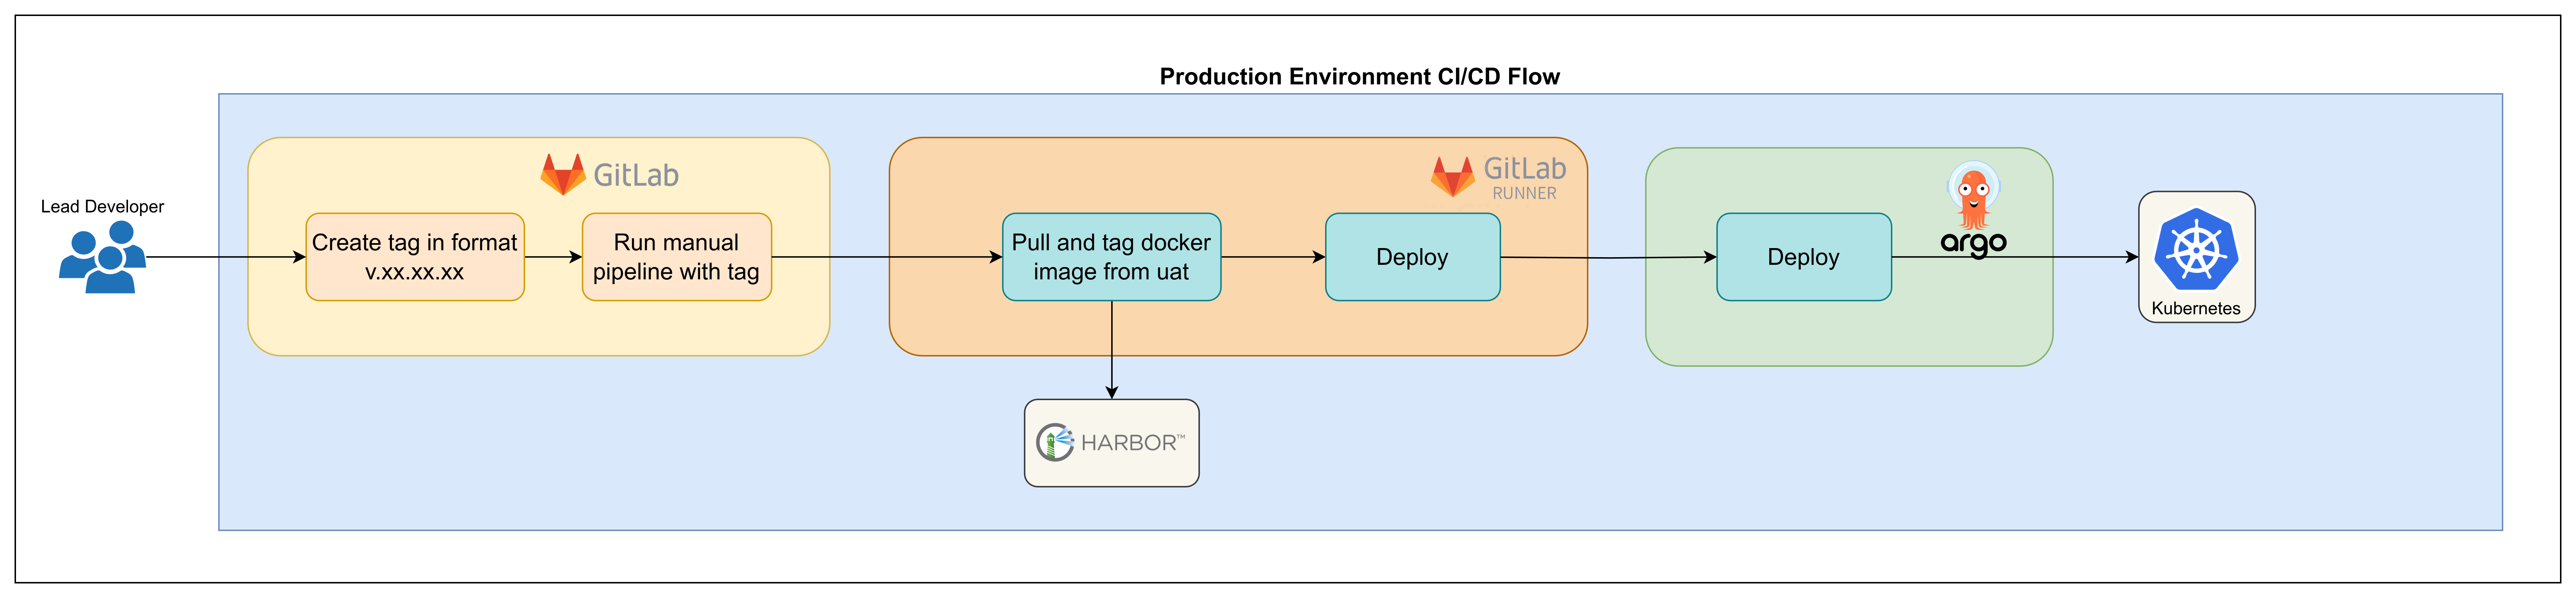 Production Environment CI/CD Flow
Lead Developer
GitLab
Create tag in format
v.xx.xx.xx
Run manual
pipeline with tag
GitLab
RUNNER
Pull and tag docker
image from uat
Deploy
HARBOR™
argo
Deploy
Kubernetes